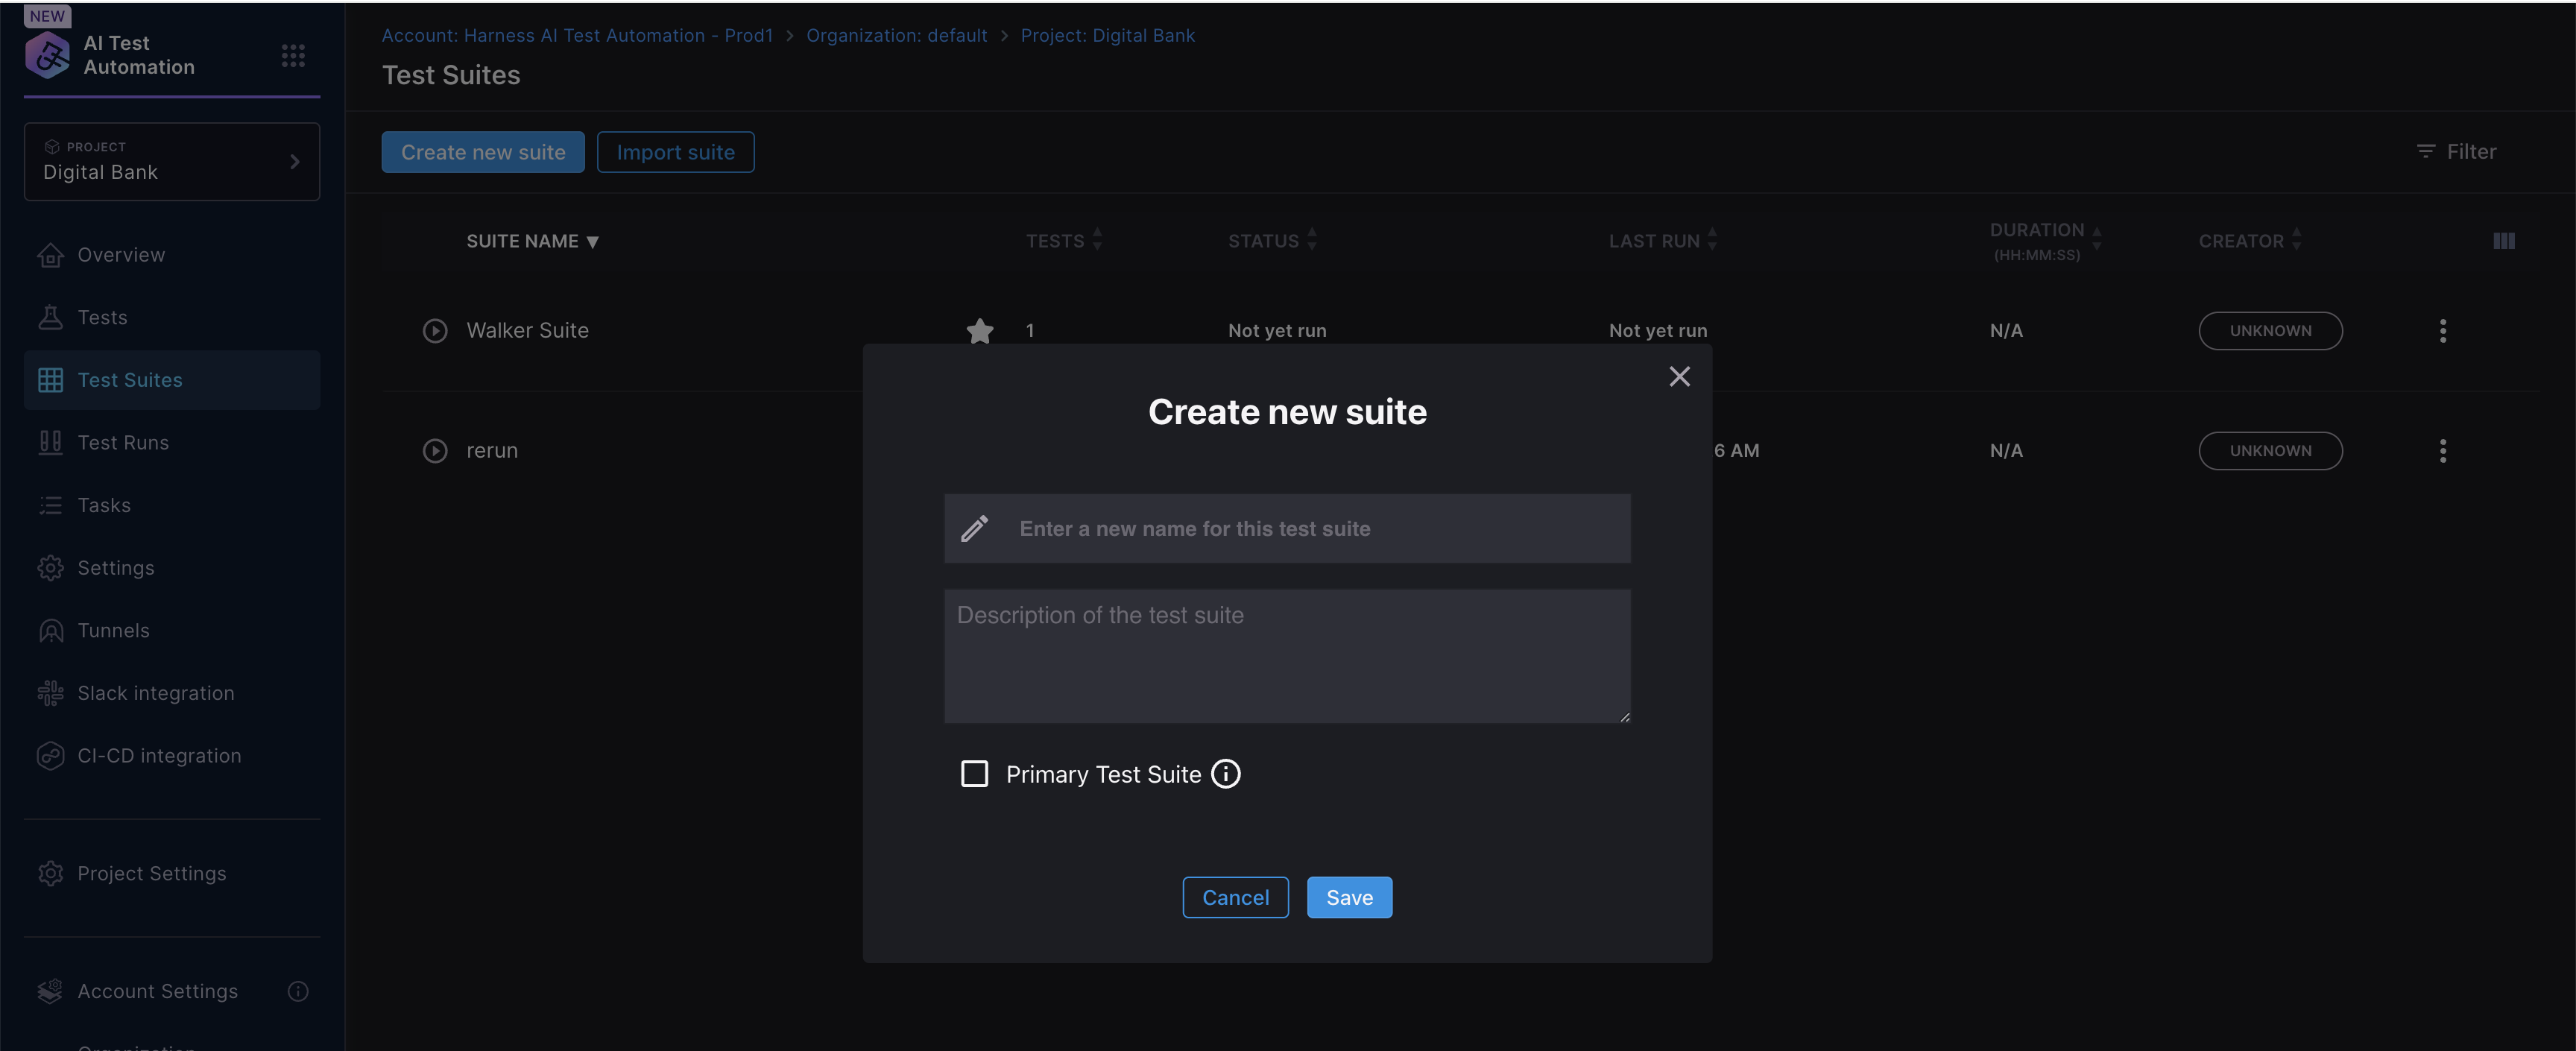 NEW
AI Test
Automation
PROJECT
Digital Bank
Overview
Tests
Test Suites
Test Runs
Tasks
Settings
Tunnels
Slack integration
CI-CD integration
Project Settings
Account Settings
Account: Harness AI Test Automation - Prod1 > Organization: default > Project: Digital Bank
Test Suites
Create new suite Import suite Filter
SUITE NAME TESTS STATUS LAST RUN DURATION (HH:MM:SS) CREATOR
Walker Suite 1 Not yet run Not yet run N/A UNKNOWN
rerun 6 AM N/A UNKNOWN
Create new suite
Enter a new name for this test suite
Description of the test suite
Primary Test Suite
Cancel Save